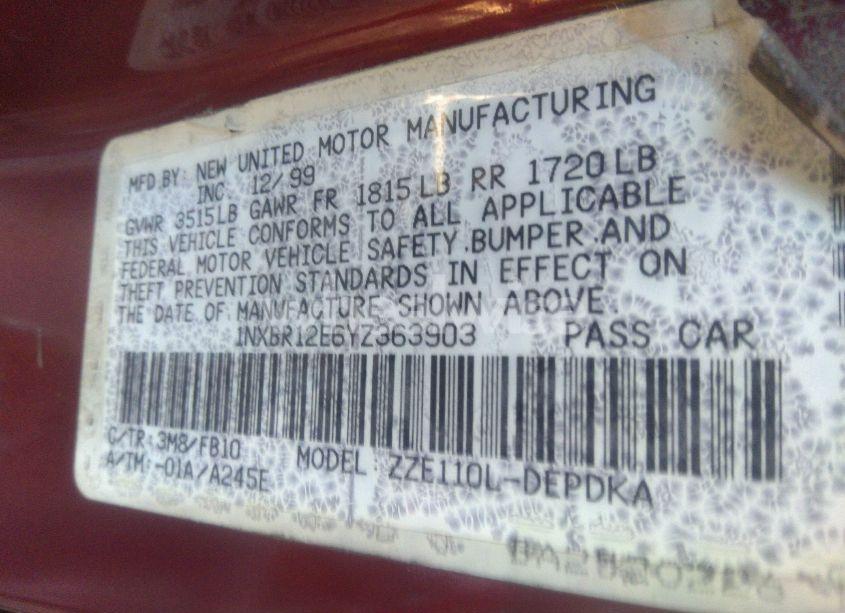 MFD BY: NEW UNITED MOTOR MANUFACTURING
INC 12/99
GVWR 3515LB GAWR FR 1815LB RR 1720LB
THIS VEHICLE CONFORMS TO ALL APPLICABLE
FEDERAL MOTOR VEHICLE SAFETY,BUMPER,AND
THEFT PREVENTION STANDARDS IN EFFECT ON
THE DATE OF MANUFACTURE SHOWN ABOVE.
1NXBR12E6YZ363903 PASS CAR
C/TR:3M8/FB10
A/TM:-01A/A245E MODEL:ZZE110L-DEPDKA